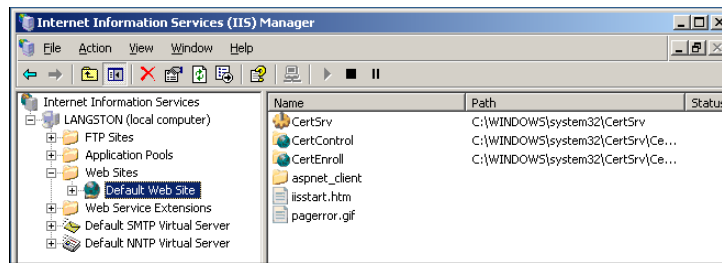 Internet Information Services (IIS) Manager
File Action View Window Help
Internet Information Services
LANGSTON (local computer)
FTP Sites
Application Pools
Web Sites
Default Web Site
Web Service Extensions
Default SMTP Virtual Server
Default NNTP Virtual Server
Name Path Status
CertSrv C:\WINDOWS\system32\CertSrv
CertControl C:\WINDOWS\system32\CertSrv\Ce...
CertEnroll C:\WINDOWS\system32\CertSrv\Ce...
aspnet_client
iisstart.htm
pagerror.gif